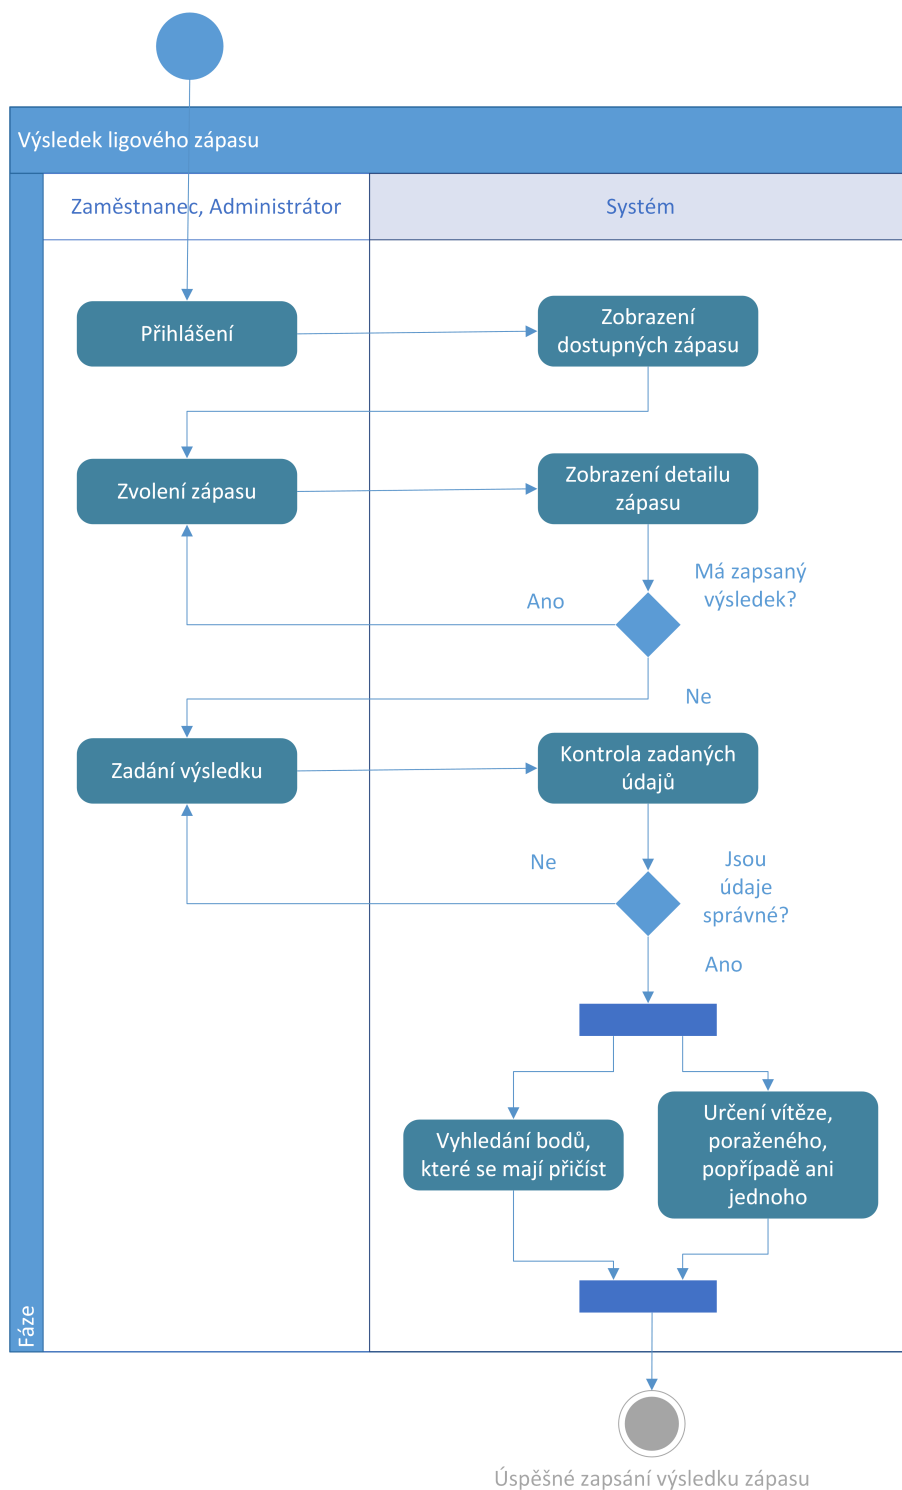 Výsledek ligového zápasu
Zaměstnanec, Administrátor
Systém
Přihlášení
Zobrazení
dostupných zápasu
Zvolení zápasu
Zobrazení detailu
zápasu
Má zapsaný
výsledek?
Ano
Ne
Zadání výsledku
Kontrola zadaných
údajů
Jsou
údaje
správné?
Ne
Ano
Vyhledání bodů,
které se mají přičíst
Určení vítěze,
poraženého,
popřípadě ani
jednoho
Fáze
Úspěšné zapsání výsledku zápasu